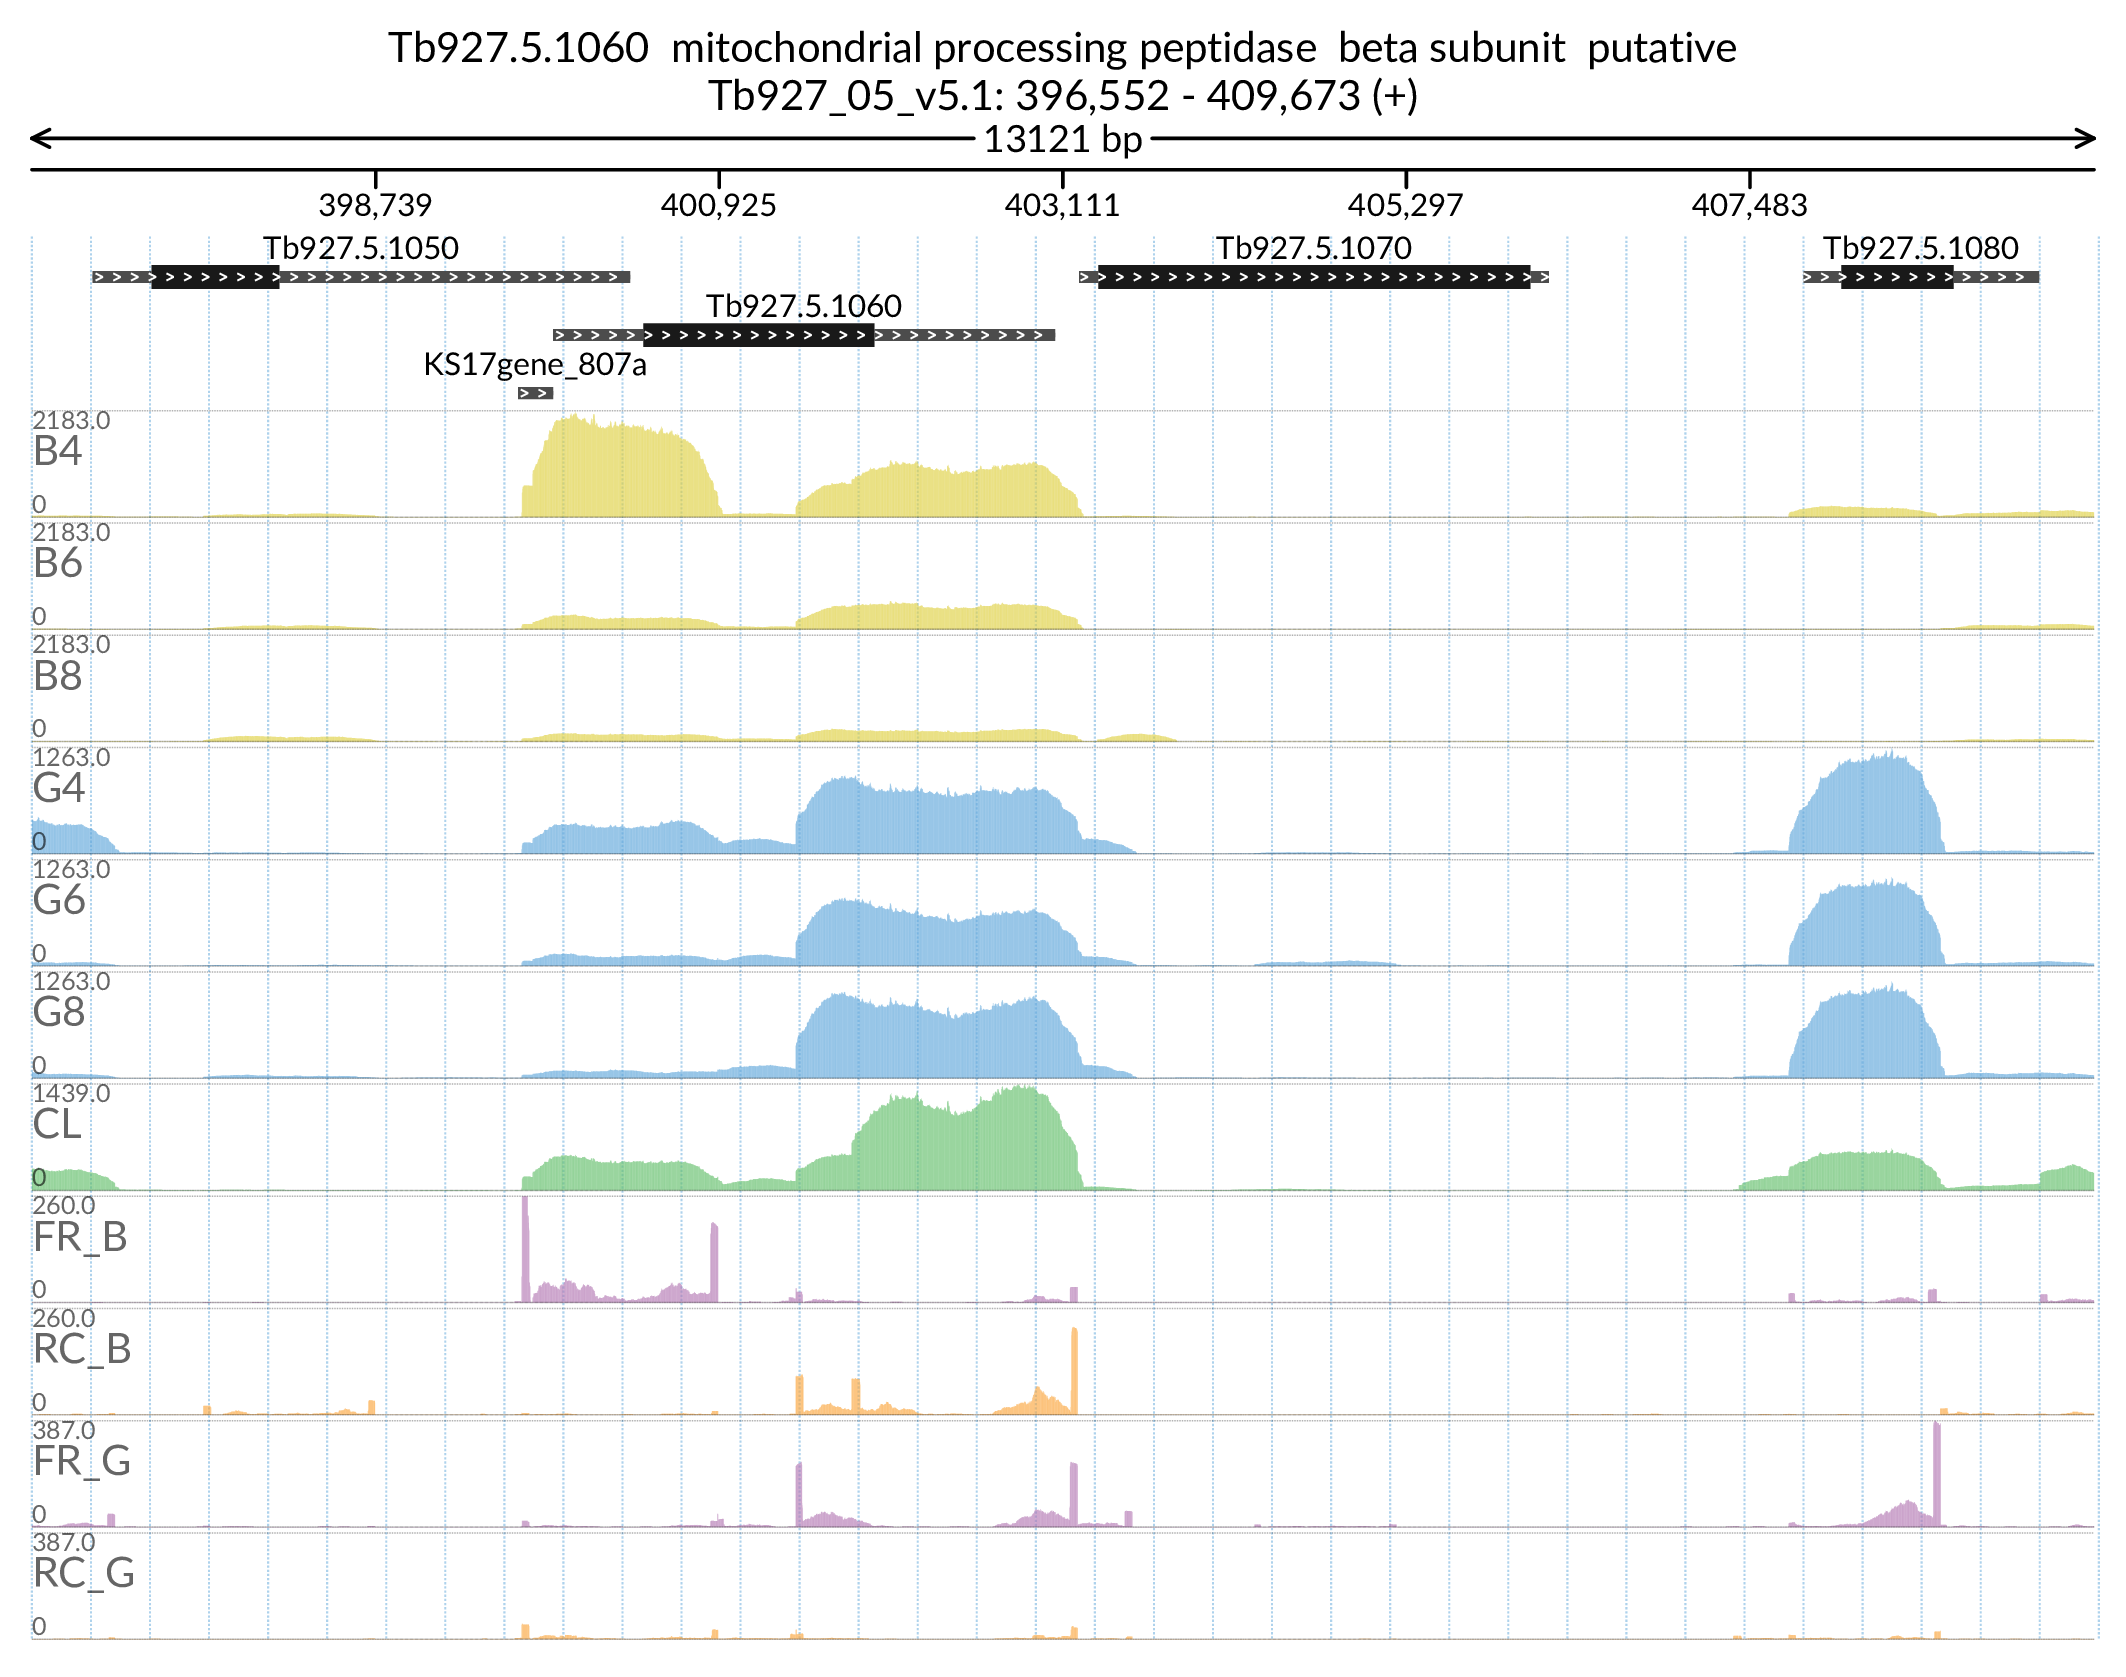 Tb927.5.1060 mitochondrial processing peptidase beta subunit putative
Tb927_05_v5.1: 396,552 - 409,673 (+)
13121 bp
398,739 400,925 403,111 405,297 407,483
Tb927.5.1050 Tb927.5.1070 Tb927.5.1080
Tb927.5.1060
KS17gene_807a
2183.0
B4
0
2183.0
B6
0
2183.0
B8
0
1263.0
G4
0
1263.0
G6
0
1263.0
G8
0
1439.0
CL
0
260.0
FR_B
0
260.0
RC_B
0
387.0
FR_G
0
387.0
RC_G
0